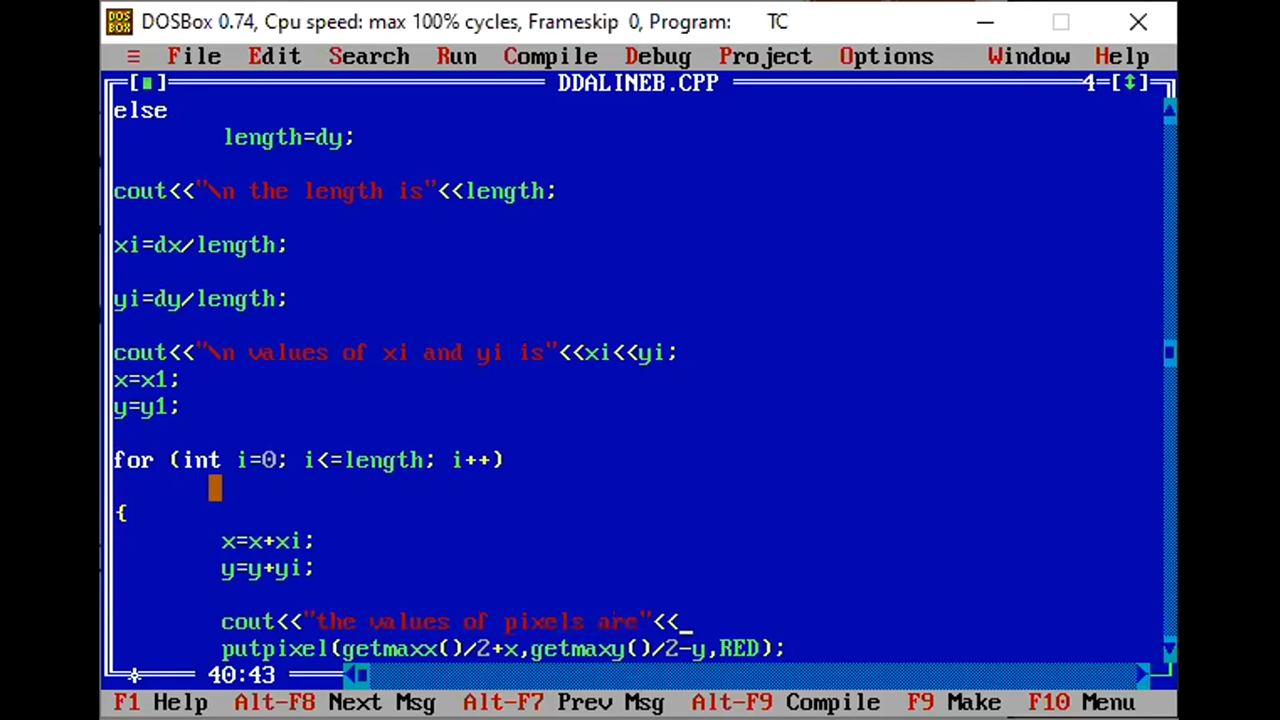 DOS BOX DOSBox 0.74, Cpu speed: max 100% cycles, Frameskip 0, Program: TC
≡ File Edit Search Run Compile Debug Project Options Window Help
[■] DDALINEB.CPP 4=[↕]
else
length=dy;
cout<<"\n the length is"<<length;
xi=dx/length;
yi=dy/length;
cout<<"\n values of xi and yi is"<<xi<<yi;
x=x1;
y=y1;
for (int i=0; i<=length; i++)
{
x=x+xi;
y=y+yi;
cout<<"the values of pixels are"<<_
putpixel(getmaxx()/2+x,getmaxy()/2-y,RED);
40:43
F1 Help Alt-F8 Next Msg Alt-F7 Prev Msg Alt-F9 Compile F9 Make F10 Menu